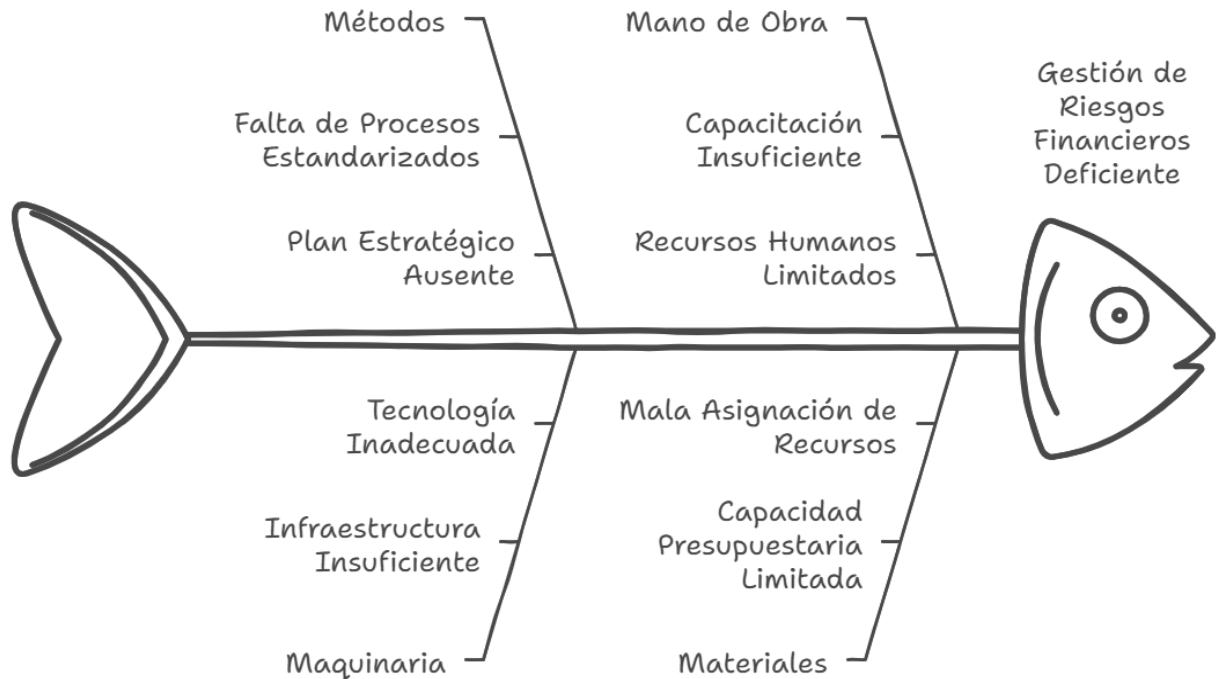 Métodos
Mano de Obra
Gestión de
Riesgos
Financieros
Deficiente
Falta de Procesos
Estandarizados
Capacitación
Insuficiente
Plan Estratégico
Ausente
Recursos Humanos
Limitados
Tecnología
Inadecuada
Mala Asignación de
Recursos
Infraestructura
Insuficiente
Capacidad
Presupuestaria
Limitada
Maquinaria
Materiales